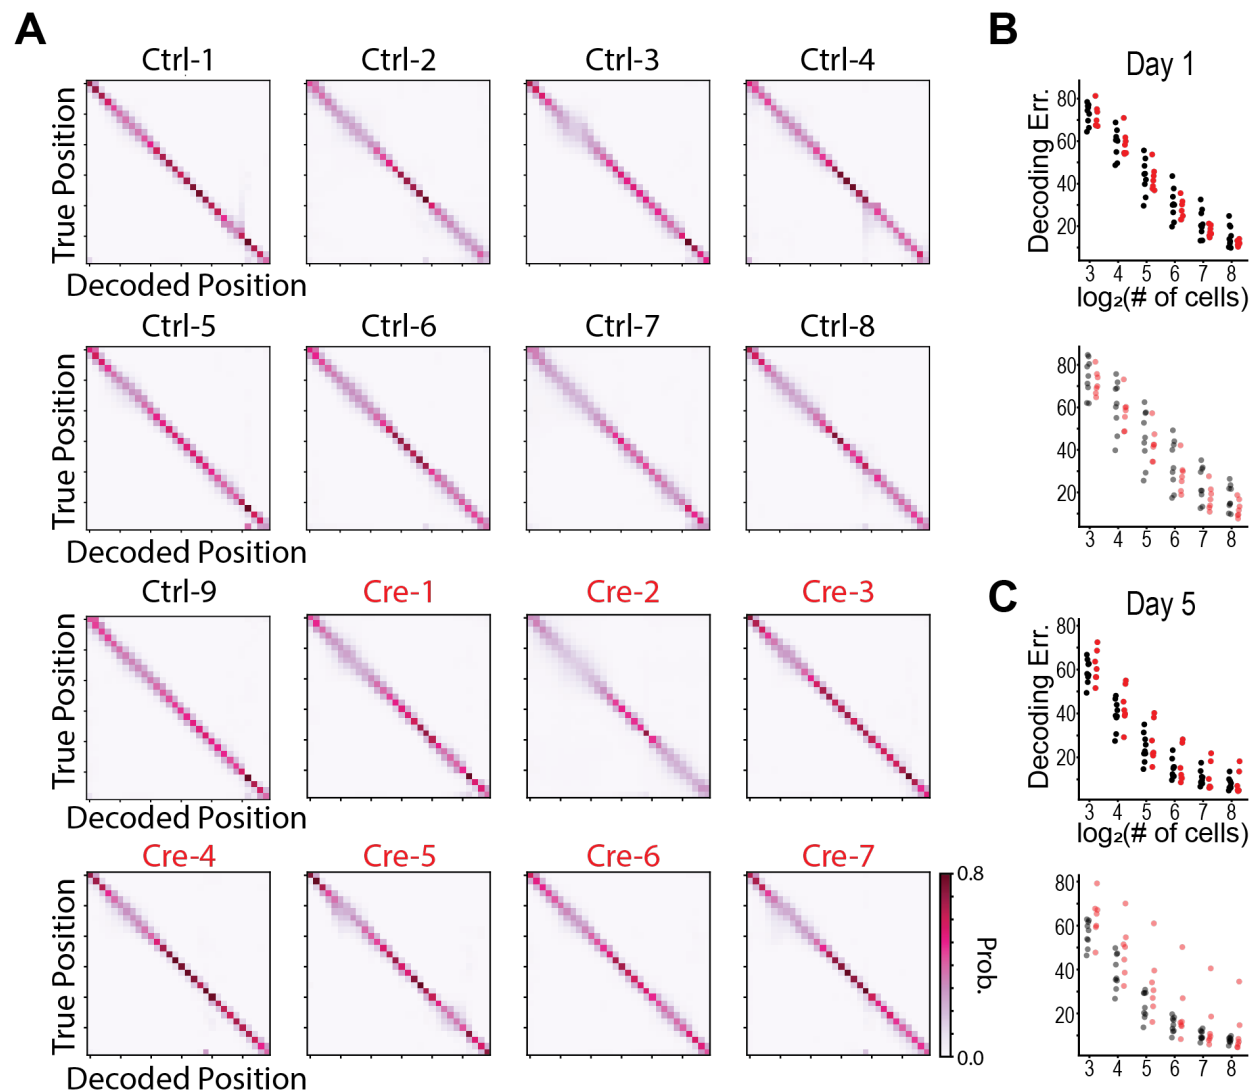 A
Ctrl-1 Ctrl-2 Ctrl-3 Ctrl-4
True Position
Decoded Position
Ctrl-5 Ctrl-6 Ctrl-7 Ctrl-8
True Position
Decoded Position
Ctrl-9 Cre-1 Cre-2 Cre-3
True Position
Decoded Position
Cre-4 Cre-5 Cre-6 Cre-7
True Position
Decoded Position
0.8
Prob.
0.0
B
Day 1
Decoding Err.
80
60
40
20
3 4 5 6 7 8
log₂(# of cells)
80
60
40
20
3 4 5 6 7 8
C
Day 5
Decoding Err.
80
60
40
20
3 4 5 6 7 8
log₂(# of cells)
80
60
40
20
3 4 5 6 7 8